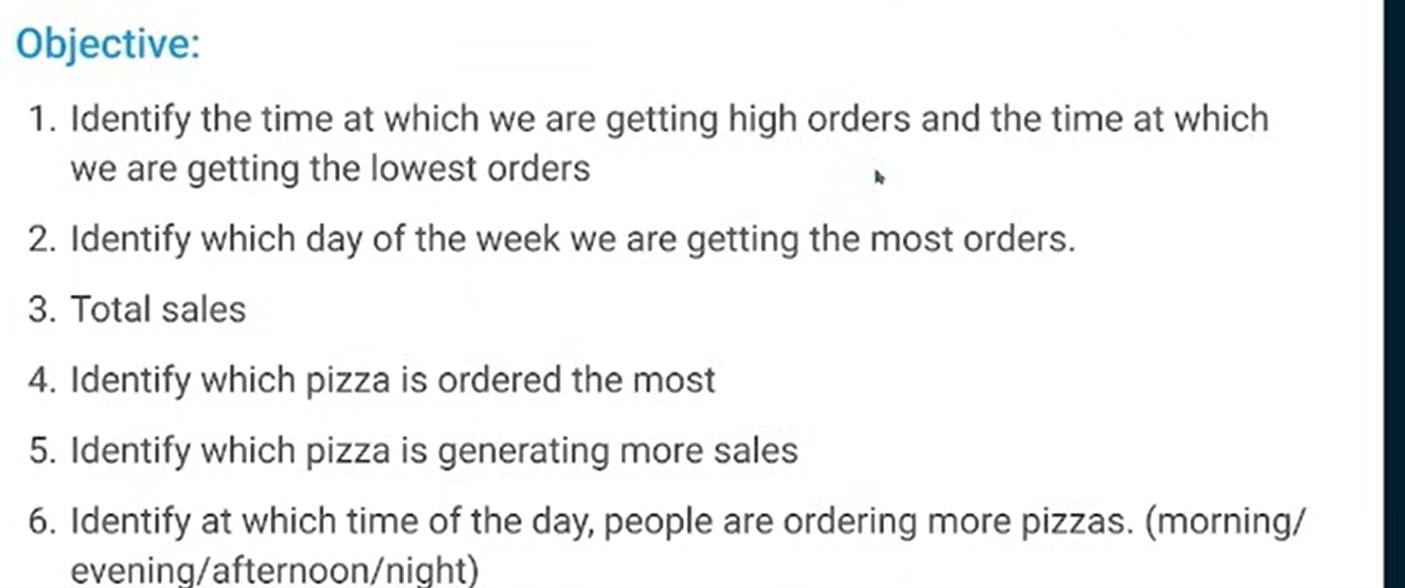 Objective:
1. Identify the time at which we are getting high orders and the time at which
we are getting the lowest orders
2. Identify which day of the week we are getting the most orders.
3. Total sales
4. Identify which pizza is ordered the most
5. Identify which pizza is generating more sales
6. Identify at which time of the day, people are ordering more pizzas. (morning/
evening/afternoon/night)